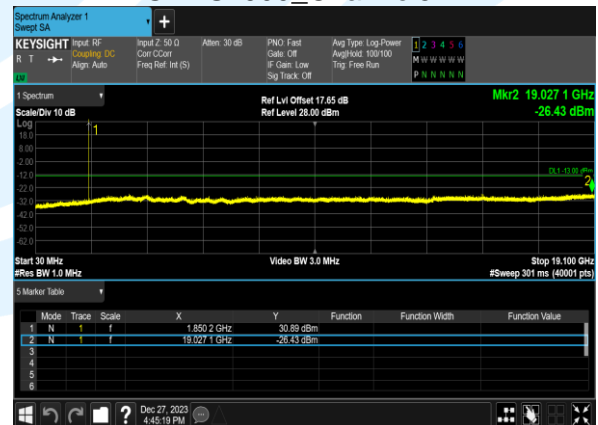 Spectrum Analyzer 1
Swept SA
+
KEYSIGHT
R T
Input: RF
Coupling: DC
Align: Auto
Input Z: 50 Ω
Corr CCorr
Freq Ref: Int (S)
Atten: 30 dB
PNO: Fast
Gate: Off
IF Gain: Low
Sig Track: Off
Avg Type: Log-Power
Avg|Hold: 100/100
Trig: Free Run
1 2 3 4 5 6
M W W W W W
P N N N N N
1 Spectrum
Scale/Div 10 dB
Ref Lvl Offset 17.65 dB
Ref Level 28.00 dBm
Mkr2 19.027 1 GHz
-26.43 dBm
Log
18.0
8.00
-2.00
-12.0
-22.0
-32.0
-42.0
-52.0
-62.0
1
DL1 -13.00 dBm
2
Start 30 MHz
#Res BW 1.0 MHz
Video BW 3.0 MHz
Stop 19.100 GHz
#Sweep 301 ms (40001 pts)
5 Marker Table
Mode Trace Scale X Y Function Function Width Function Value
1 N 1 f 1.850 2 GHz 30.89 dBm
2 N 1 f 19.027 1 GHz -26.43 dBm
3
4
5
6
?
Dec 27, 2023
4:45:19 PM